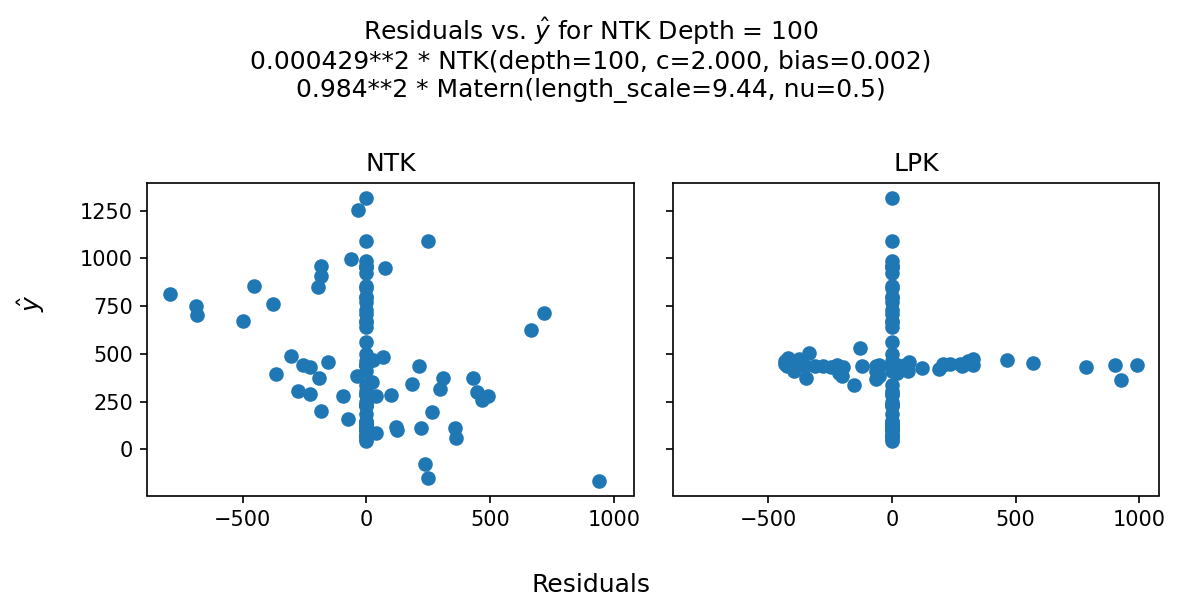 Residuals vs. ŷ for NTK Depth = 100
0.000429**2 * NTK(depth=100, c=2.000, bias=0.002)
0.984**2 * Matern(length_scale=9.44, nu=0.5)
NTK
LPK
1250
1000
750
500
250
0
ŷ
−500
0
500
1000
−500
0
500
1000
Residuals